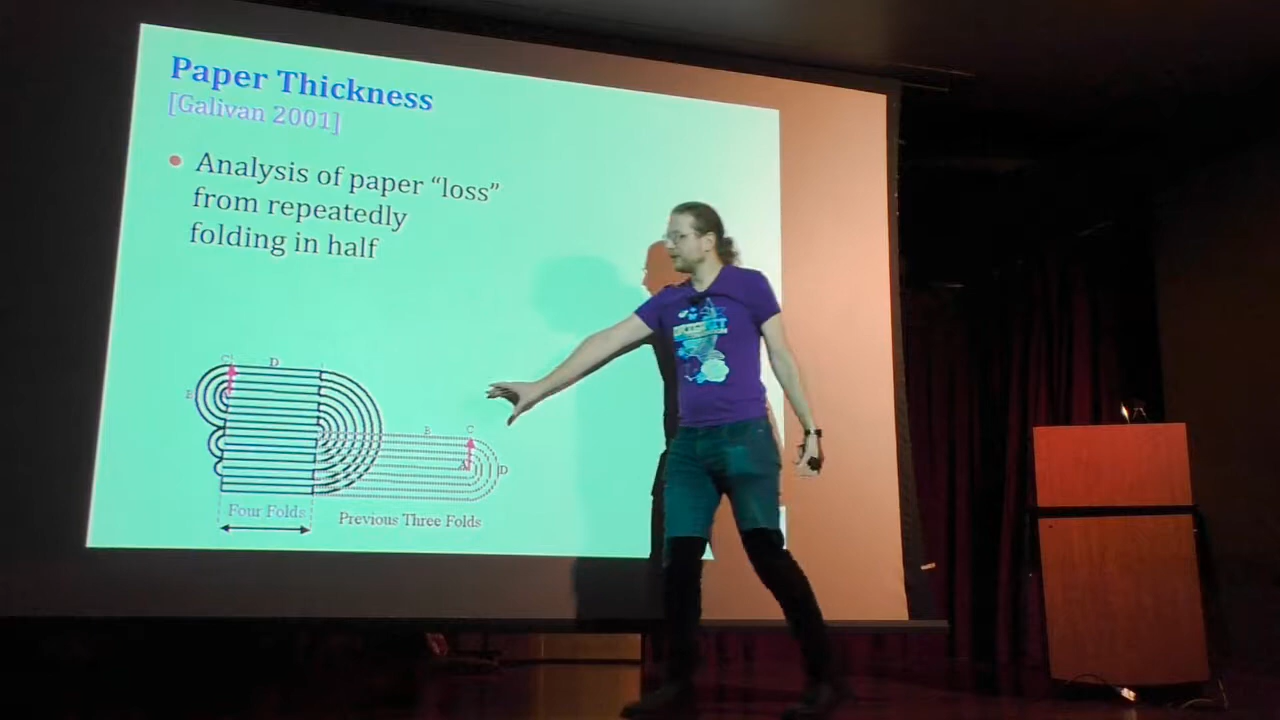 Paper Thickness
[Galivan 2001]
Analysis of paper “loss”
from repeatedly
folding in half
C D
E
B C
A D
Four Folds
Previous Three Folds